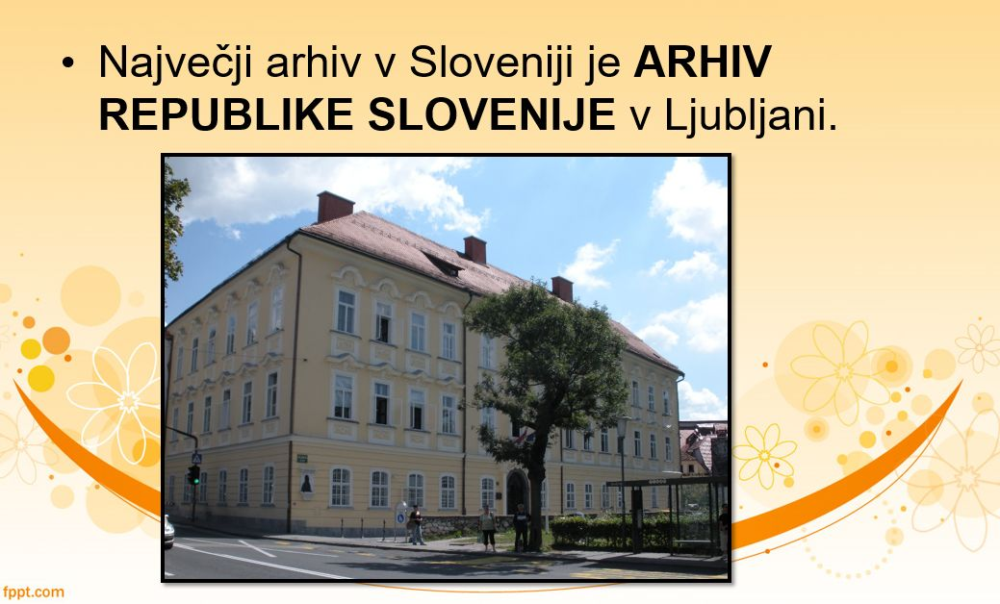 • Največji arhiv v Sloveniji je ARHIV
REPUBLIKE SLOVENIJE v Ljubljani.
fppt.com